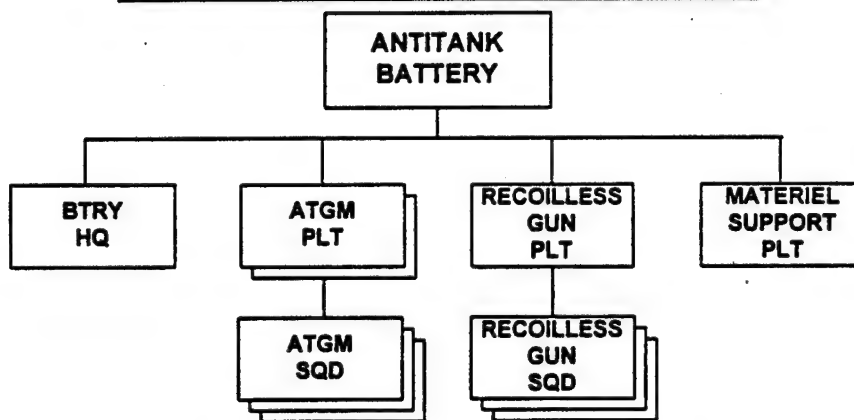 ANTITANK
BATTERY
BTRY
HQ
ATGM
PLT
RECOILLESS
GUN
PLT
MATERIEL
SUPPORT
PLT
ATGM
SQD
RECOILLESS
GUN
SQD